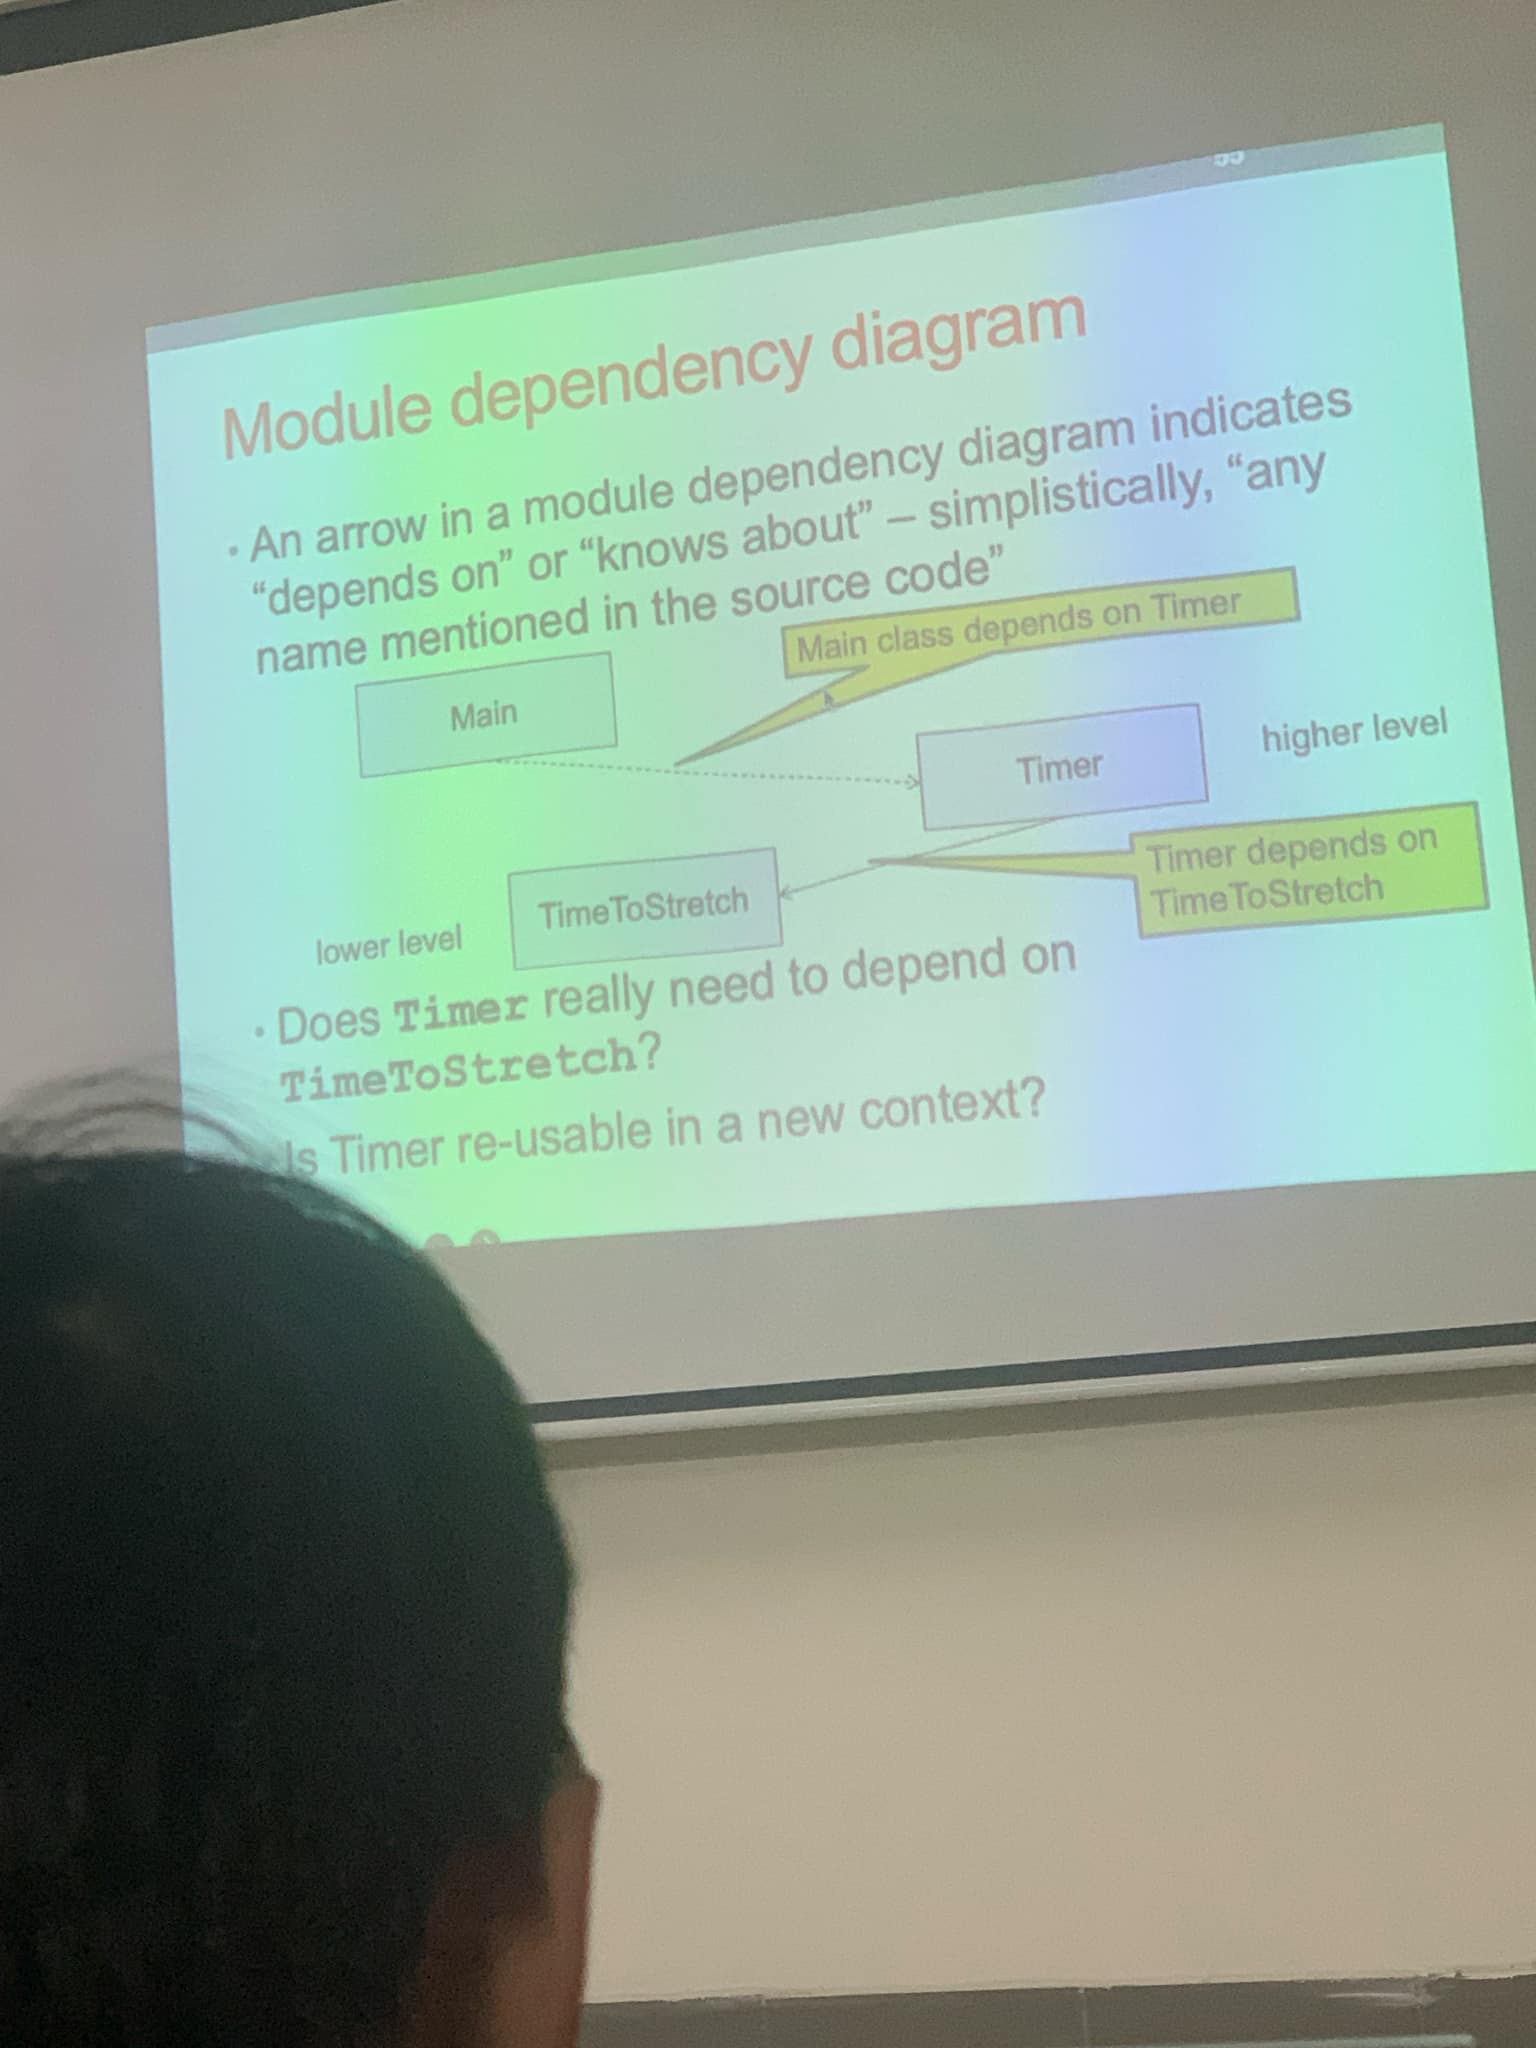 Module dependency diagram
• An arrow in a module dependency diagram indicates
“depends on” or “knows about” – simplistically, “any
name mentioned in the source code”
Main class depends on Timer
Main
Timer
higher level
Timer depends on
TimeToStretch
TimeToStretch
lower level
• Does Timer really need to depend on
TimeToStretch?
Is Timer re-usable in a new context?